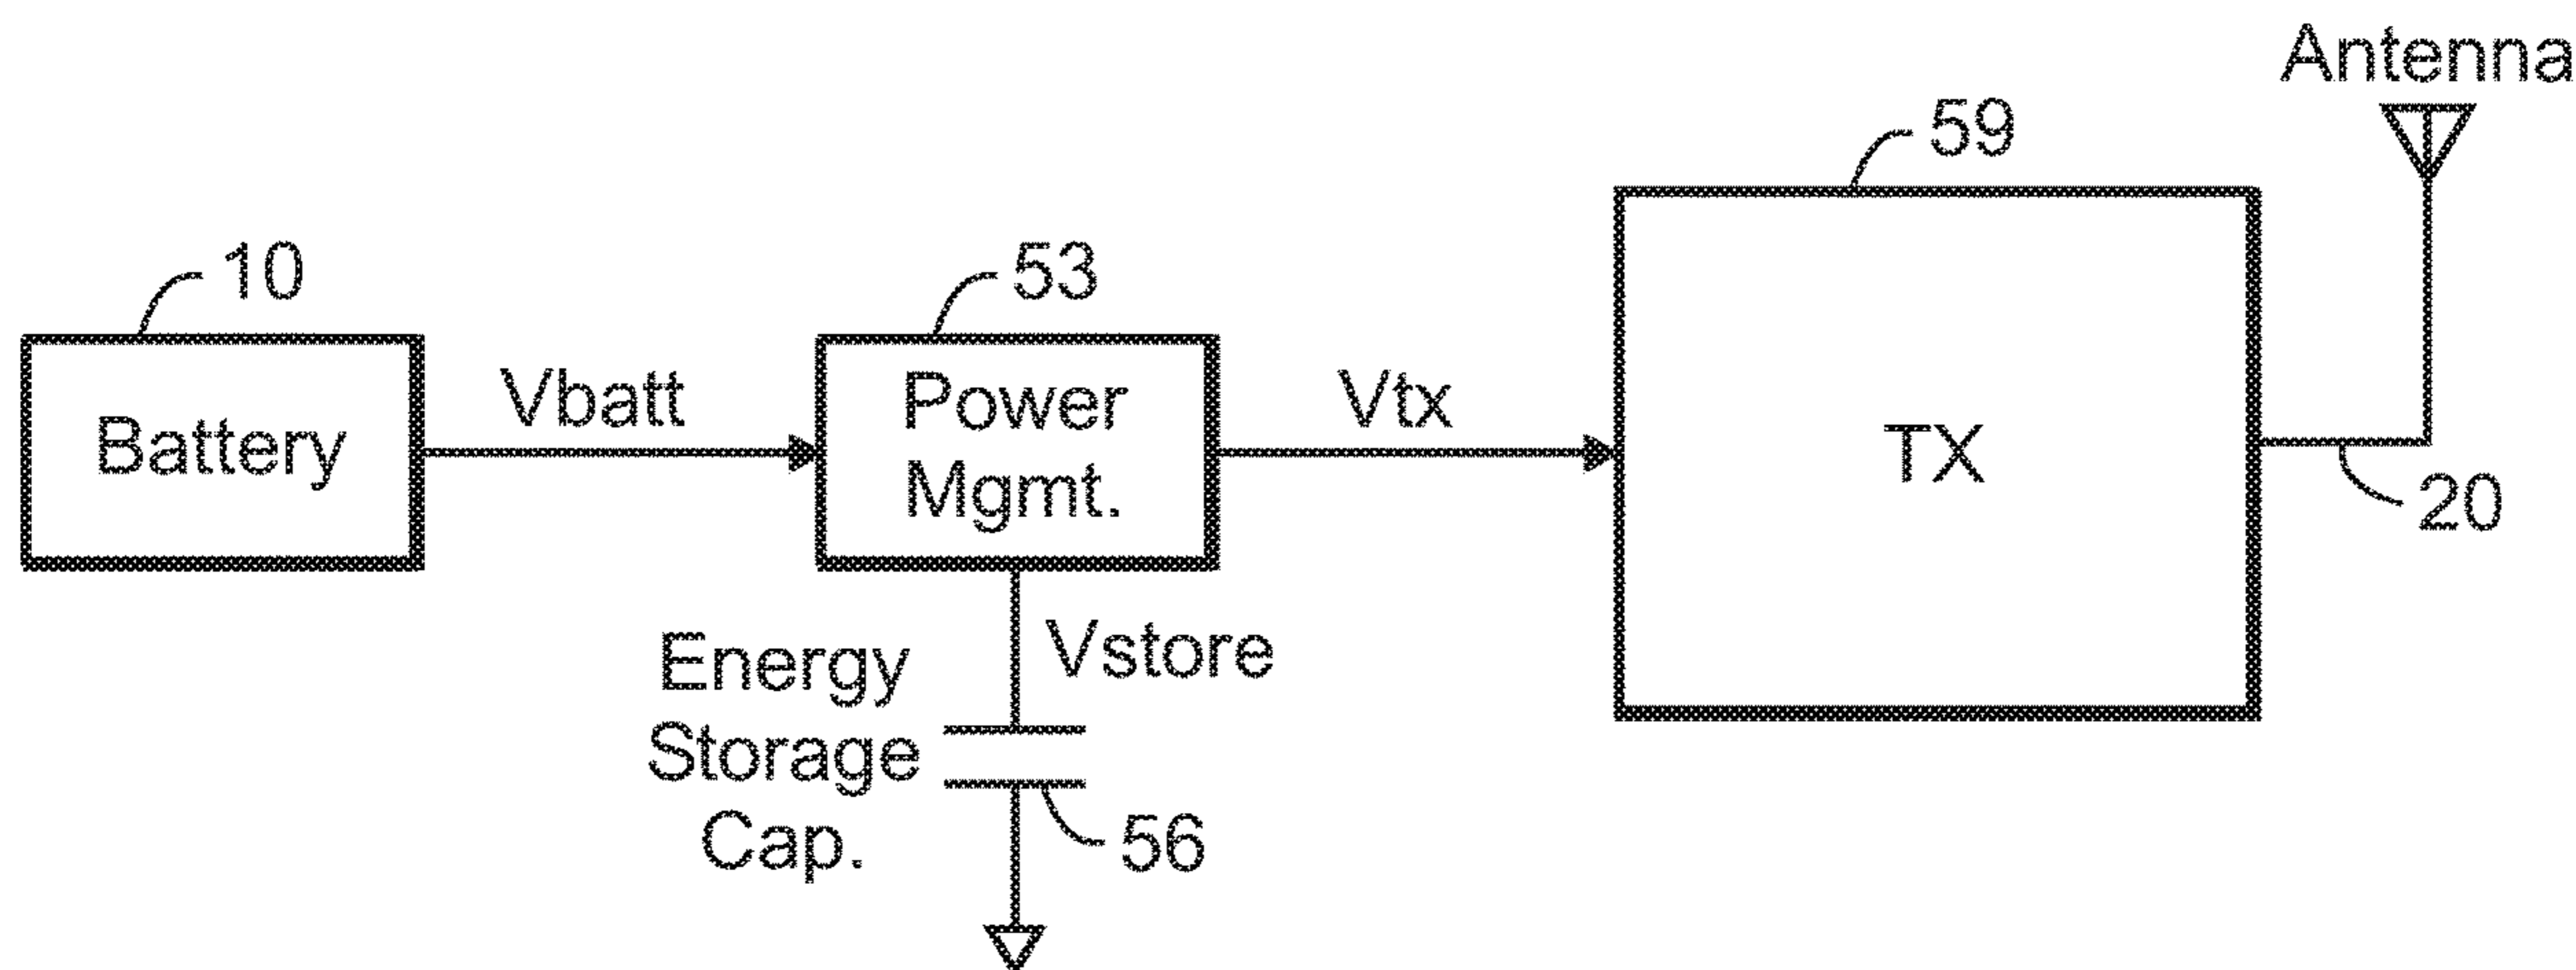 Antenna
59
10
53
Vbatt
Vtx
Battery
Power
Mgmt.
TX
20
Energy
Storage
Cap.
Vstore
56